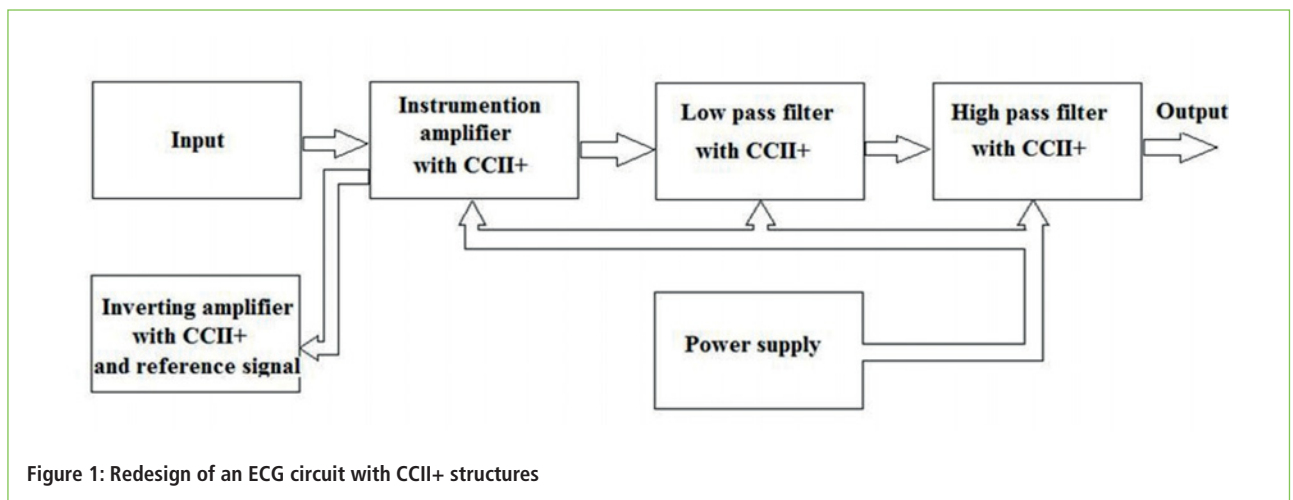 Input
Instrumention
amplifier
with CCII+
Low pass filter
with CCII+
High pass filter
with CCII+
Output
Inverting amplifier
with CCII+
and reference signal
Power supply
Figure 1: Redesign of an ECG circuit with CCII+ structures